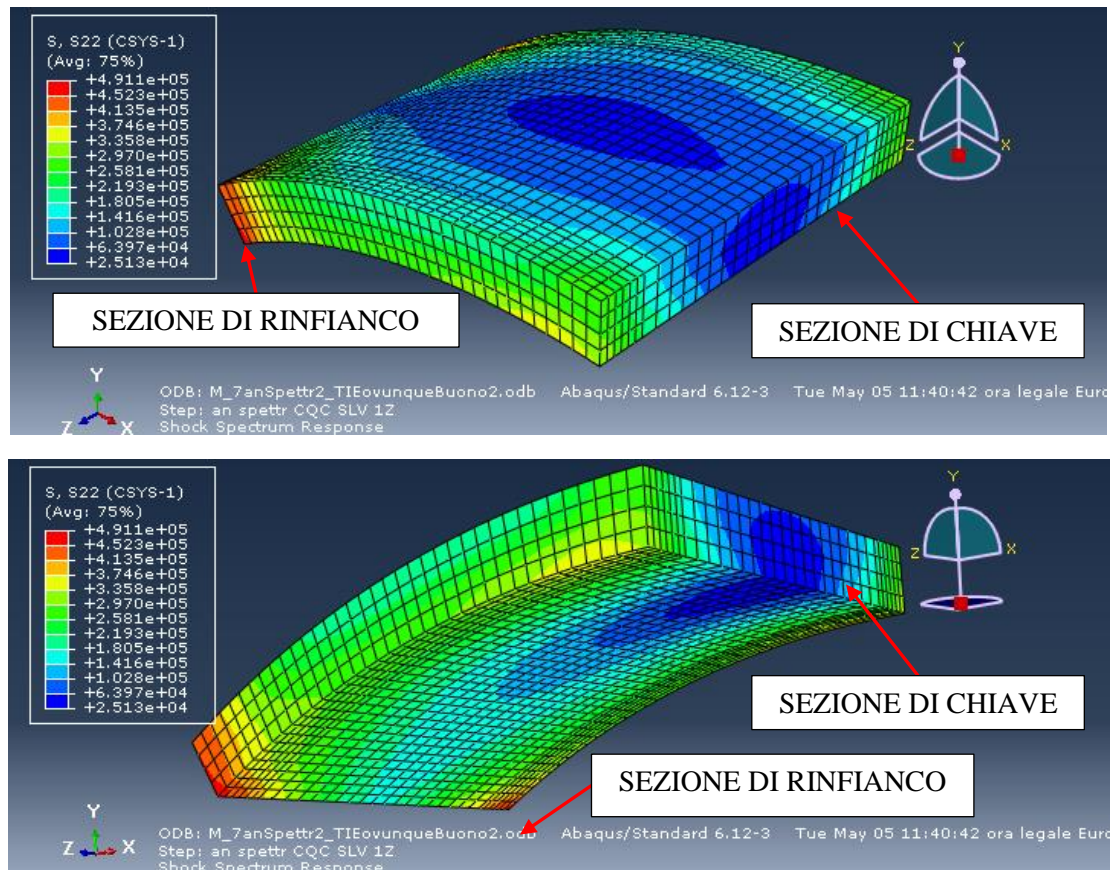 S, S22 (CSYS-1)
(Avg: 75%)
+4.911e+05
+4.523e+05
+4.135e+05
+3.746e+05
+3.358e+05
+2.970e+05
+2.581e+05
+2.193e+05
+1.805e+05
+1.416e+05
+1.028e+05
+6.397e+04
+2.513e+04
Y
Z
X
SEZIONE DI RINFIANCO
SEZIONE DI CHIAVE
Y
Z
X
ODB: M_7anSpettr2_TIEovunqueBuono2.odb Abaqus/Standard 6.12-3 Tue May 05 11:40:42 ora legale Euro
Step: an spettr CQC SLV 1Z
Shock Spectrum Response
S, S22 (CSYS-1)
(Avg: 75%)
+4.911e+05
+4.523e+05
+4.135e+05
+3.746e+05
+3.358e+05
+2.970e+05
+2.581e+05
+2.193e+05
+1.805e+05
+1.416e+05
+1.028e+05
+6.397e+04
+2.513e+04
Y
Z
X
SEZIONE DI CHIAVE
SEZIONE DI RINFIANCO
Y
Z
X
ODB: M_7anSpettr2_TIEovunqueBuono2.odb Abaqus/Standard 6.12-3 Tue May 05 11:40:42 ora legale Euro
Step: an spettr CQC SLV 1Z
Shock Spectrum Response